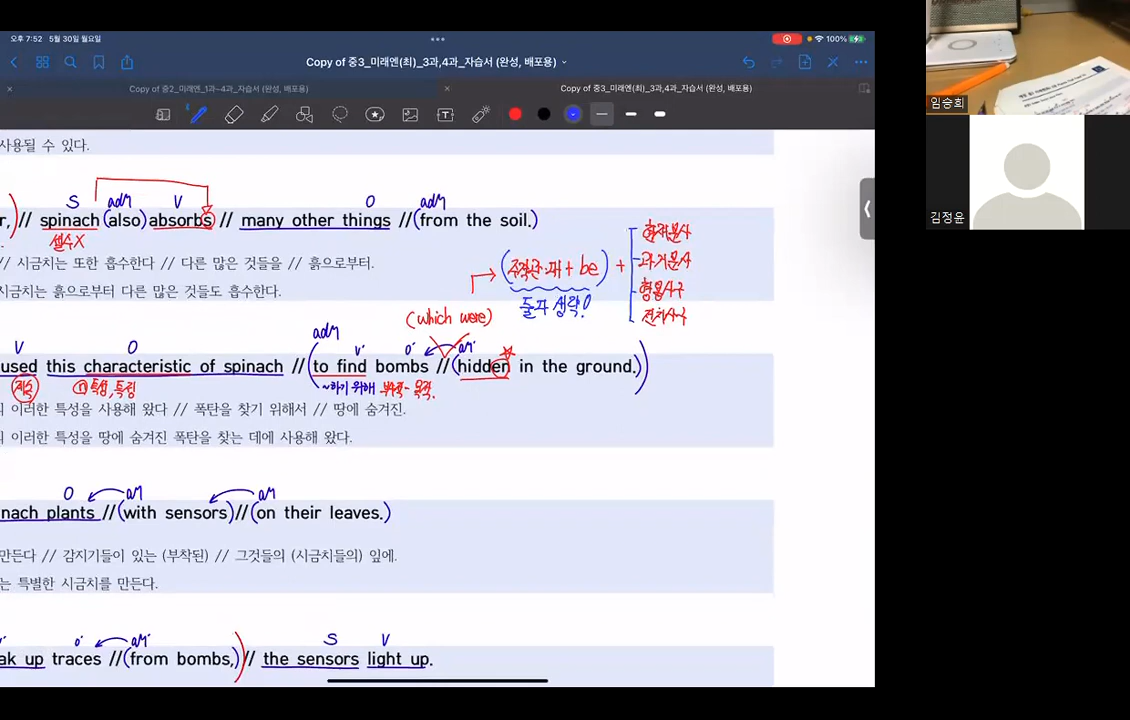 오후 7:52 5월 30일 월요일
100%
Copy of 중3_미래엔(최)_3과,4과_자습서 (완성, 배포용)
Copy of 중2_미래엔_1과~4과_자습서 (완성, 배포용)
Copy of 중3_미래엔(최)_3과,4과_자습서 (완성, 배포용)
사용될 수 있다.
S adm V O adm
r,) // spinach (also) absorbs // many other things // (from the soil.)
셀수X
// 시금치는 또한 흡수한다 // 다른 많은 것들을 // 흙으로부터.
시금치는 흙으로부터 다른 많은 것들도 흡수한다.
(주격관·대 + be) +
현재분사
과거분사
형용사구
전치사구
둘다 생략!
(which were)
adm
V O v' o' am'
used this characteristic of spinach // (to find bombs // (hidden in the ground.))
ⓝ 특성, 특징 ~하기 위해
의 이러한 특성을 사용해 왔다 // 폭탄을 찾기 위해서 // 땅에 숨겨진.
의 이러한 특성을 땅에 숨겨진 폭탄을 찾는 데에 사용해 왔다.
O am am
nach plants // (with sensors) // (on their leaves.)
만든다 // 감지기들이 있는 (부착된) // 그것들의 (시금치들의) 잎에.
는 특별한 시금치를 만든다.
o' am' S V
ak up traces // (from bombs,) // the sensors light up.
임승희
김정윤